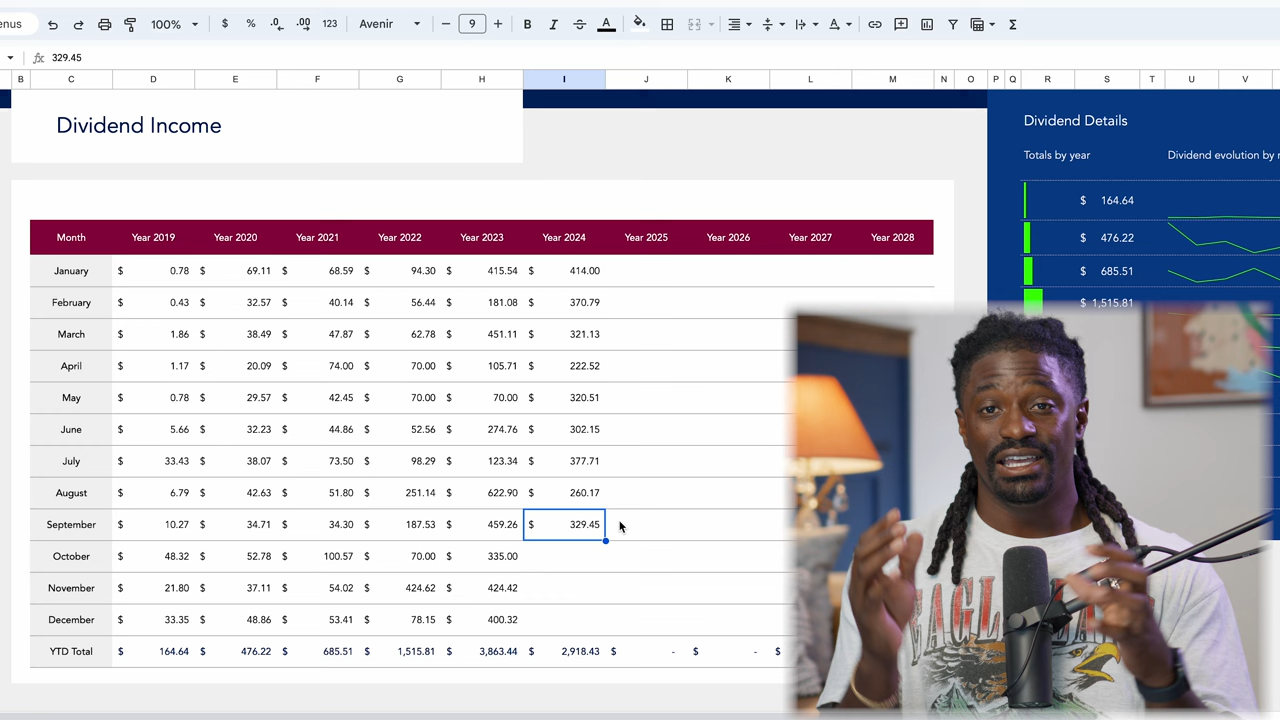 enus 100% $ % .0 .00 123 Avenir 9 B I A
329.45
B C D E F G H I J K L M N O P Q R S T U V
Dividend Income
Month Year 2019 Year 2020 Year 2021 Year 2022 Year 2023 Year 2024 Year 2025 Year 2026 Year 2027 Year 2028
January $ 0.78 $ 69.11 $ 68.59 $ 94.30 $ 415.54 $ 414.00
February $ 0.43 $ 32.57 $ 40.14 $ 56.44 $ 181.08 $ 370.79
March $ 1.86 $ 38.49 $ 47.87 $ 62.78 $ 451.11 $ 321.13
April $ 1.17 $ 20.09 $ 74.00 $ 70.00 $ 105.71 $ 222.52
May $ 0.78 $ 29.57 $ 42.45 $ 70.00 $ 70.00 $ 320.51
June $ 5.66 $ 32.23 $ 44.87 $ 52.56 $ 274.76 $ 302.15
July $ 33.43 $ 38.07 $ 73.50 $ 98.29 $ 123.34 $ 377.71
August $ 6.79 $ 42.63 $ 51.80 $ 251.14 $ 622.90 $ 260.17
September $ 10.27 $ 34.71 $ 34.30 $ 187.53 $ 459.26 $ 329.45
October $ 48.32 $ 52.78 $ 100.57 $ 70.00 $ 335.00
November $ 21.80 $ 37.11 $ 54.02 $ 424.62 $ 424.42
December $ 33.35 $ 48.86 $ 53.41 $ 78.15 $ 400.32
YTD Total $ 164.64 $ 476.22 $ 685.51 $ 1,515.81 $ 3,863.44 $ 2,918.43 $ - $ - $
Dividend Details
Totals by year Dividend evolution by
$ 164.64
$ 476.22
$ 685.51
$ 1,515.81
EAGLE